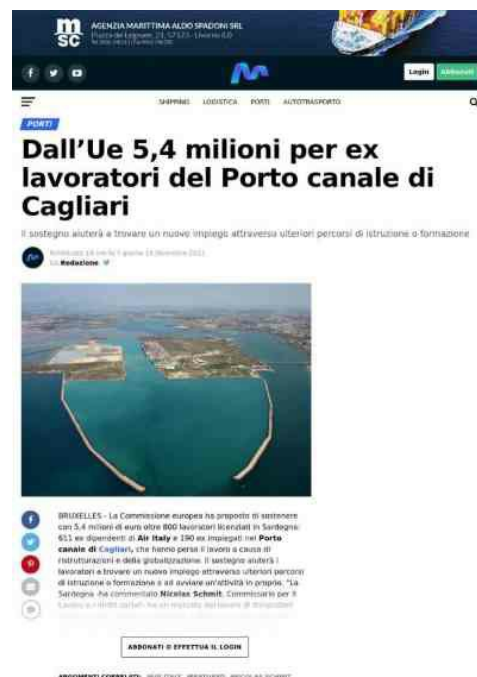 msc
AGENZIA MARITTIMA ALDO SPADONI SRL
Login
Abbonati
SHIPPING LOGISTICA PORTI AUTOTRASPORTO
PORTI
Dall'Ue 5,4 milioni per ex
lavoratori del Porto canale di
Cagliari
Il sostegno aiuterà a trovare un nuovo impiego attraverso ulteriori percorsi di istruzione o formazione
Redazione
BRUXELLES - La Commissione europea ha proposto di sostenere
con 5,4 milioni di euro oltre 800 lavoratori licenziati in Sardegna:
611 ex dipendenti di Air Italy e 190 ex impiegati nel Porto
canale di Cagliari, che hanno perso il lavoro a causa di
ristrutturazioni e della globalizzazione. Il sostegno aiuterà i
lavoratori a trovare un nuovo impiego attraverso ulteriori percorsi
di istruzione o formazione o ad avviare un'attività in proprio. "La
Sardegna -ha commentato Nicolas Schmit, Commissario per il
ABBONATI O EFFETTUA IL LOGIN
ARGOMENTI CORRELATI: